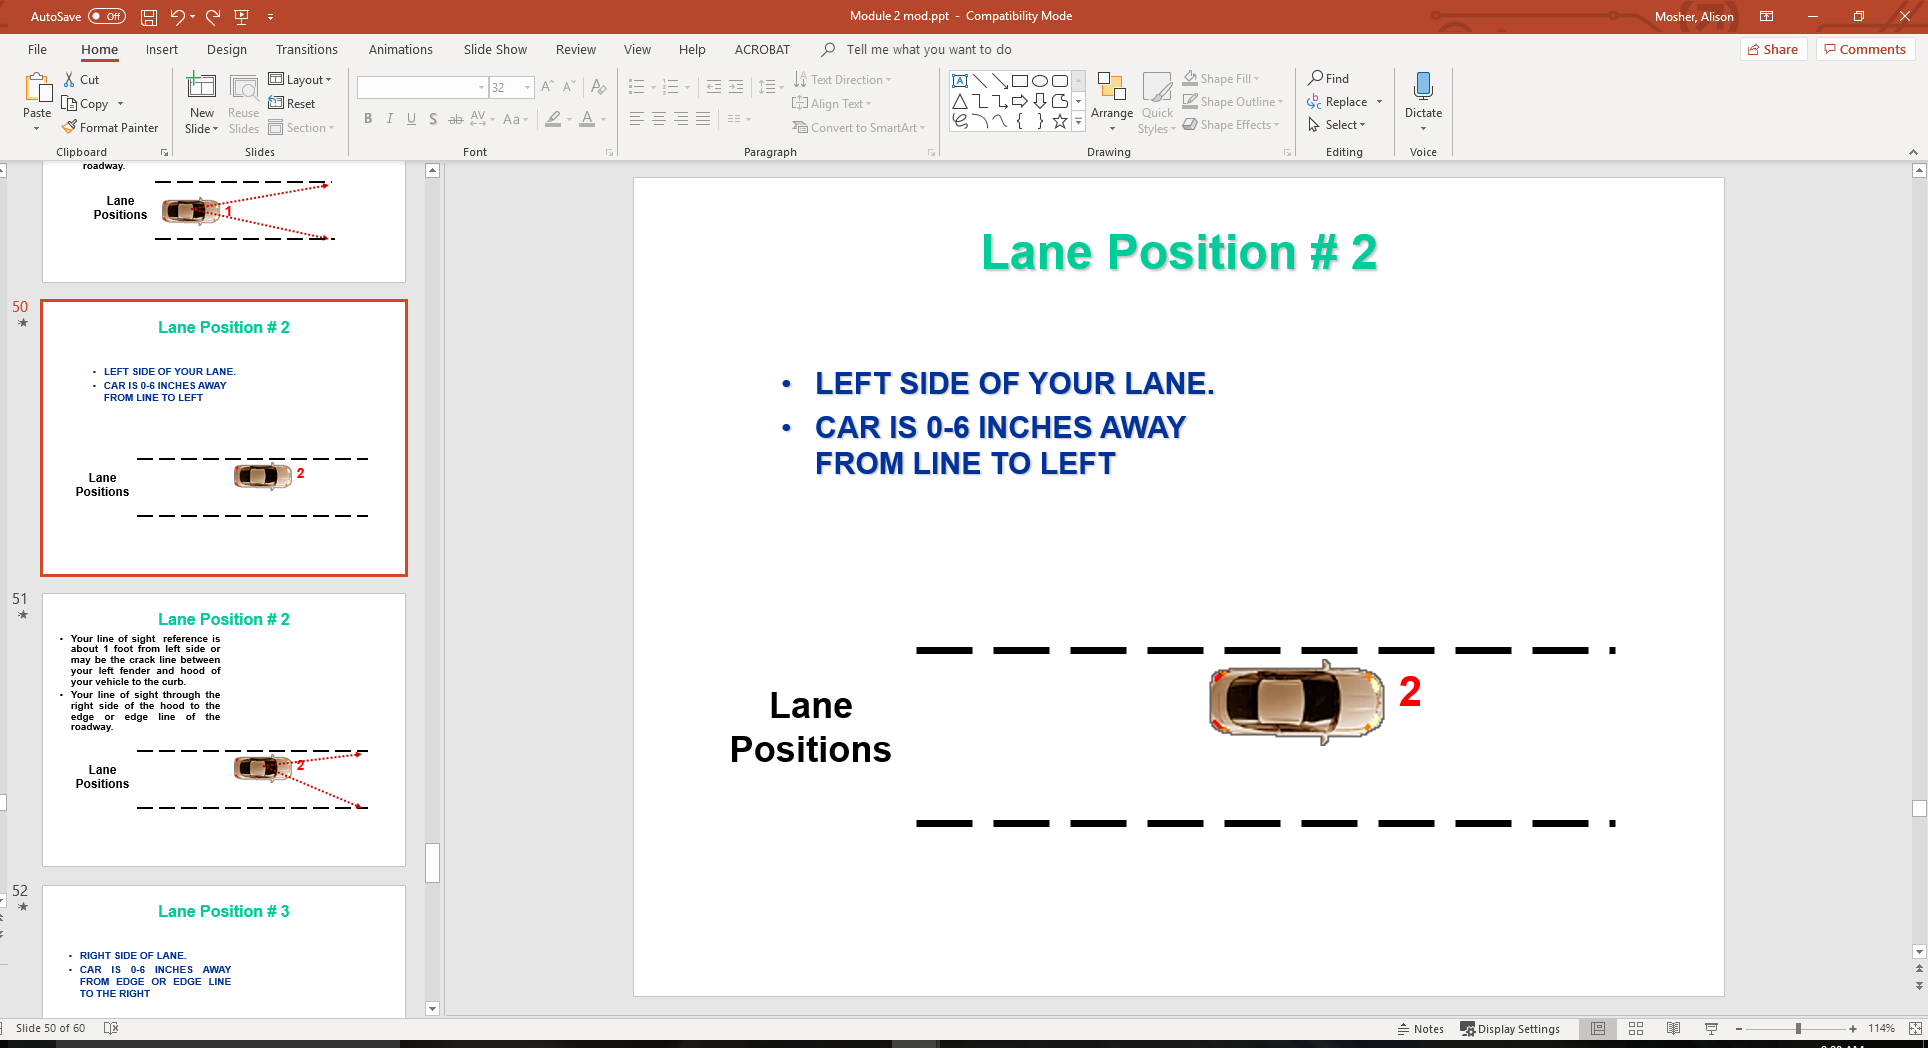 AutoSave Off
Module 2 mod.ppt - Compatibility Mode
Mosher, Alison
File Home Insert Design Transitions Animations Slide Show Review View Help ACROBAT Tell me what you want to do
Share Comments
Paste
Cut
Copy
Format Painter
Clipboard
New Slide
Reuse Slides
Layout
Reset
Section
Slides
32
B I U S ab AV Aa A
Font
Text Direction
Align Text
Convert to SmartArt
Paragraph
Arrange
Quick Styles
Shape Fill
Shape Outline
Shape Effects
Drawing
Find
Replace
Select
Editing
Dictate
Voice
roadway.
Lane
Positions
1
50
Lane Position # 2
• LEFT SIDE OF YOUR LANE.
• CAR IS 0-6 INCHES AWAY
FROM LINE TO LEFT
Lane
Positions
2
51
Lane Position # 2
• Your line of sight reference is
about 1 foot from left side or
may be the crack line between
your left fender and hood of
your vehicle to the curb.
• Your line of sight through the
right side of the hood to the
edge or edge line of the
roadway.
Lane
Positions
2
52
Lane Position # 3
• RIGHT SIDE OF LANE.
• CAR IS 0-6 INCHES AWAY
FROM EDGE OR EDGE LINE
TO THE RIGHT
Lane Position # 2
• LEFT SIDE OF YOUR LANE.
• CAR IS 0-6 INCHES AWAY
FROM LINE TO LEFT
Lane
Positions
2
Slide 50 of 60
Notes Display Settings 114%